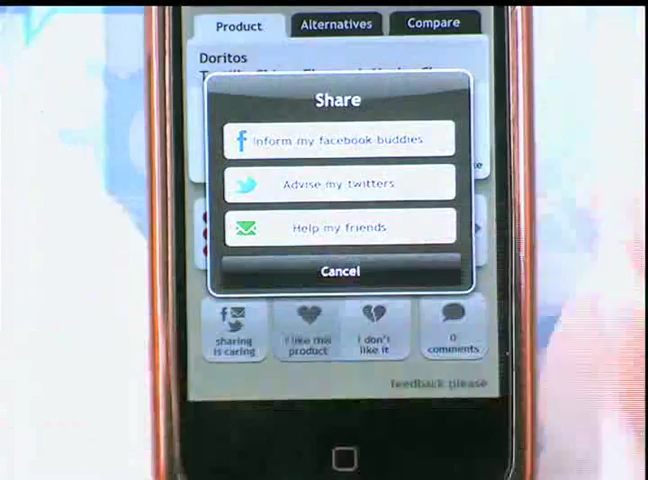 Product
Alternatives
Compare
Doritos
Share
Inform my facebook buddies
Advise my twitters
Help my friends
Cancel
sharing
is caring
I like this
product
I don't
like it
0
comments
feedback please